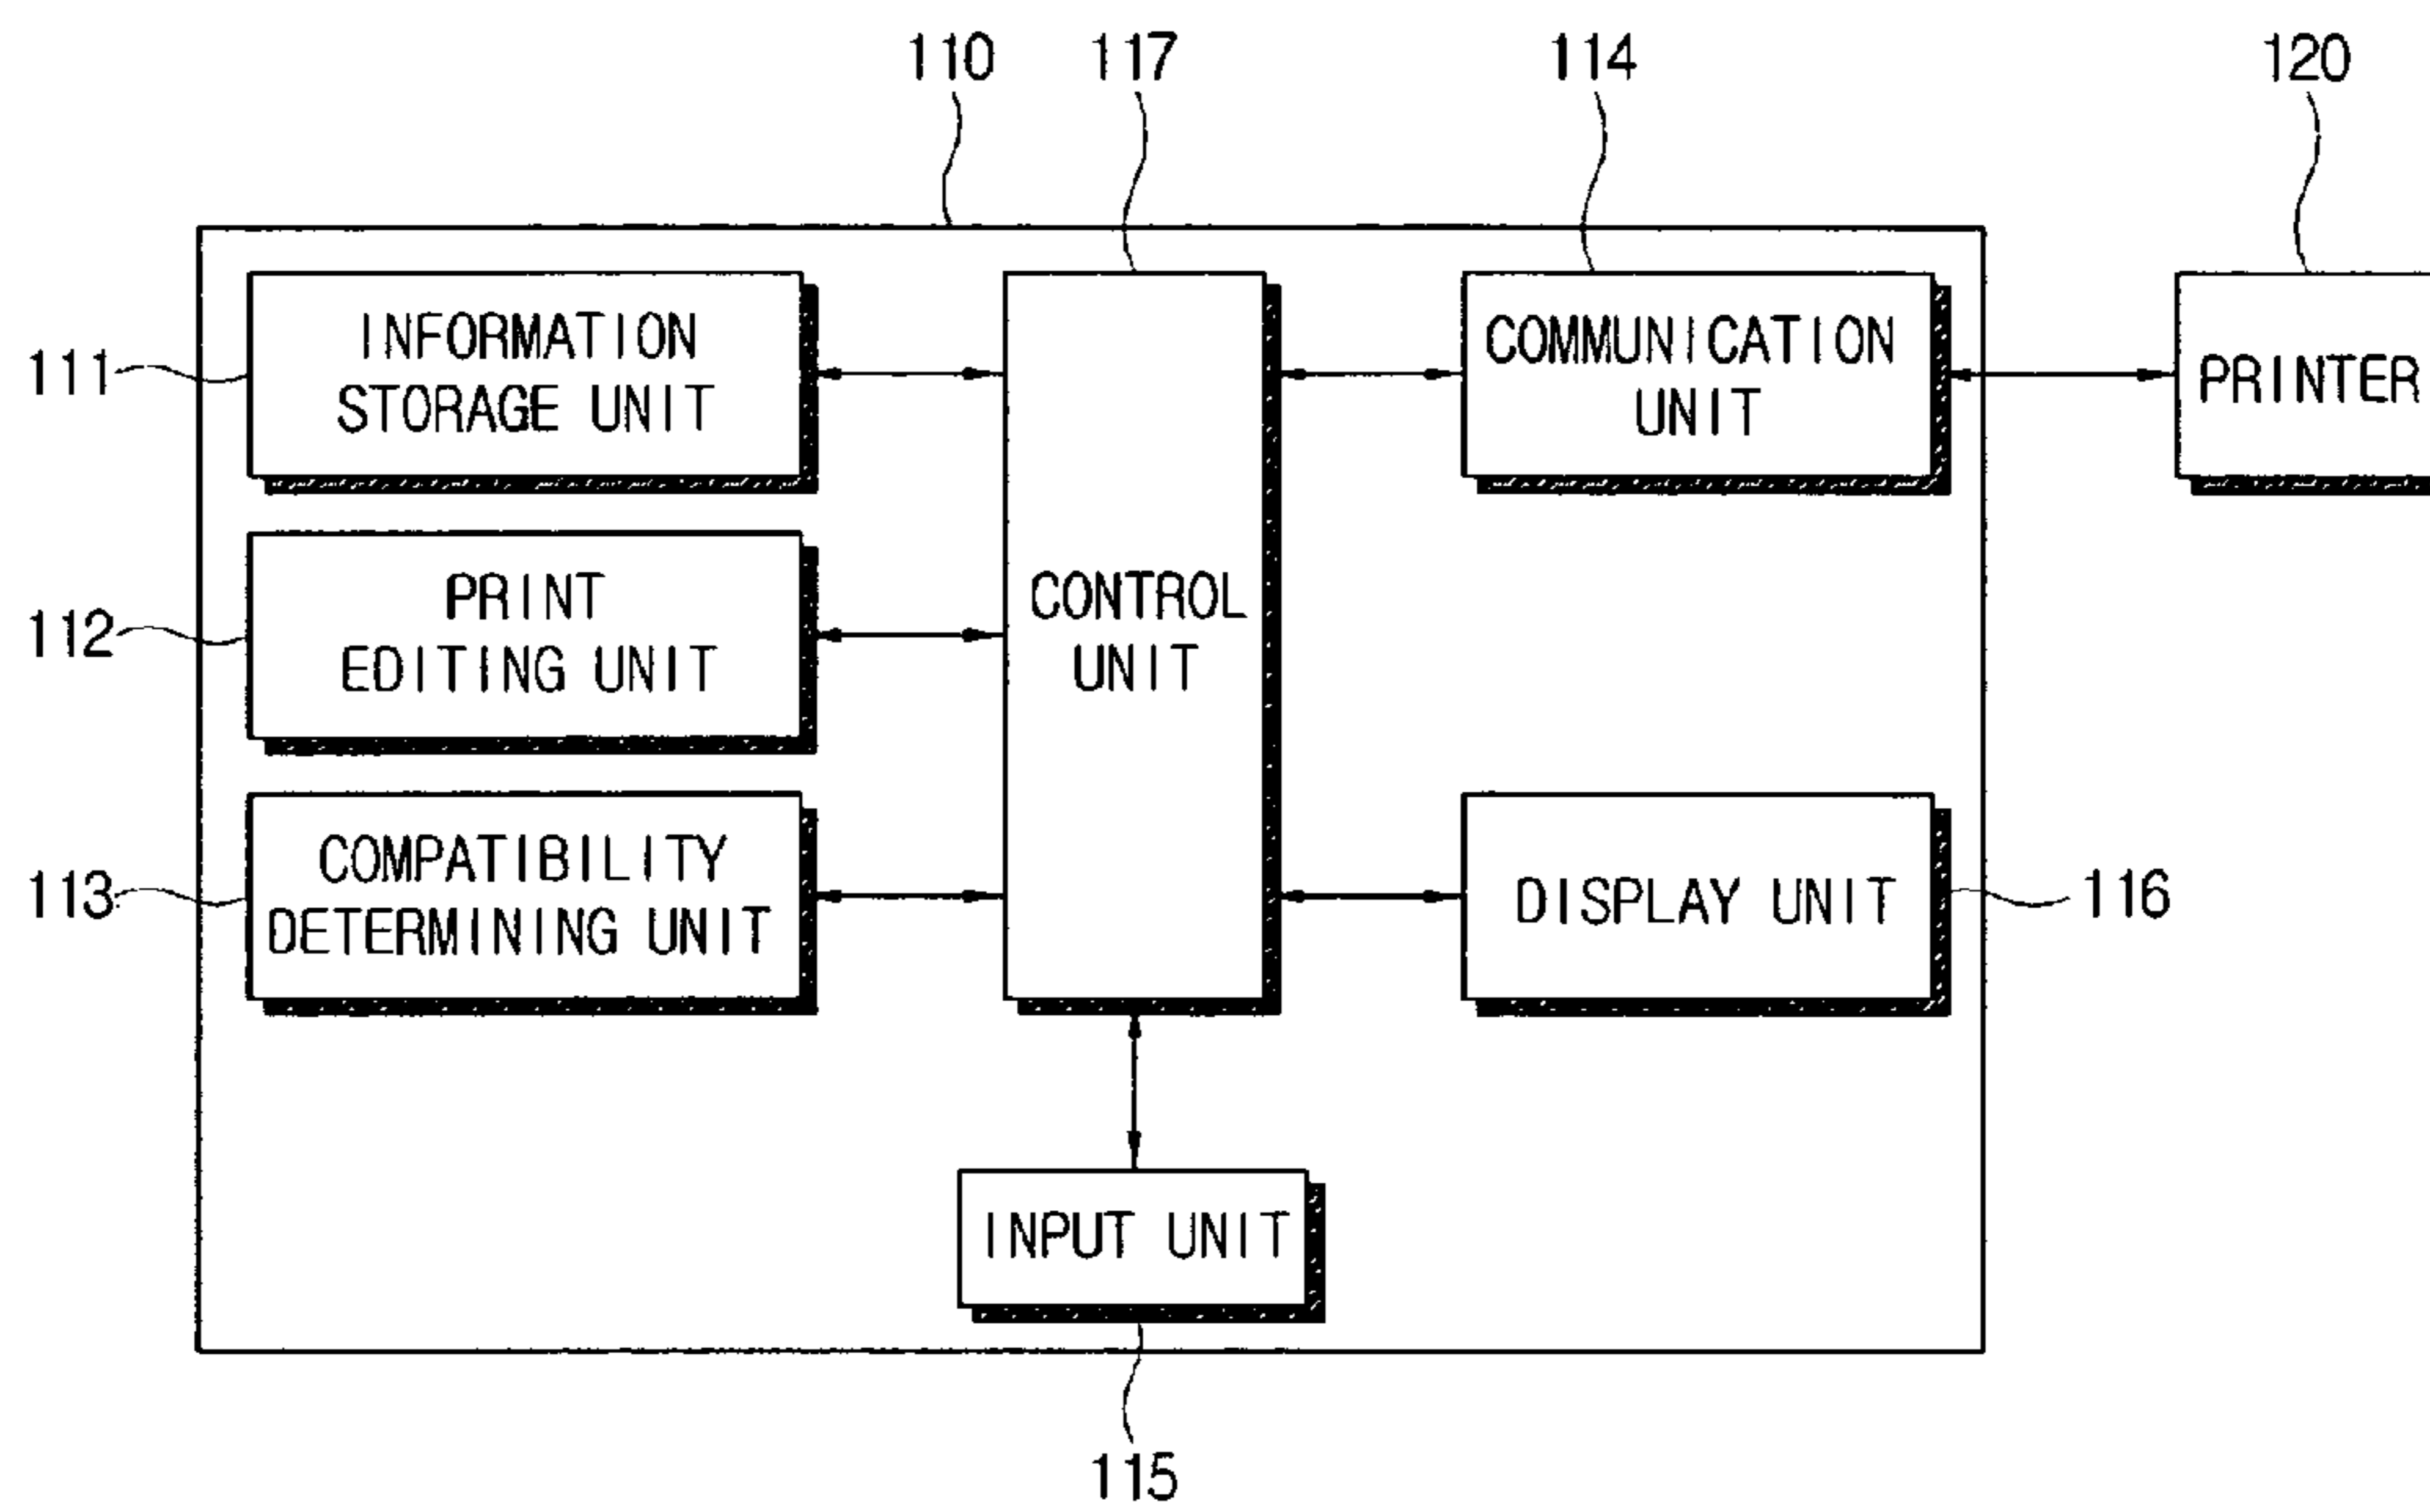 110
117
114
120
INFORMATION
STORAGE UNIT
111
COMMUNICATION
UNIT
PRINTER
PRINT
EDITING UNIT
112
CONTROL
UNIT
COMPATIBILITY
DETERMINING UNIT
113
DISPLAY UNIT
116
INPUT UNIT
115